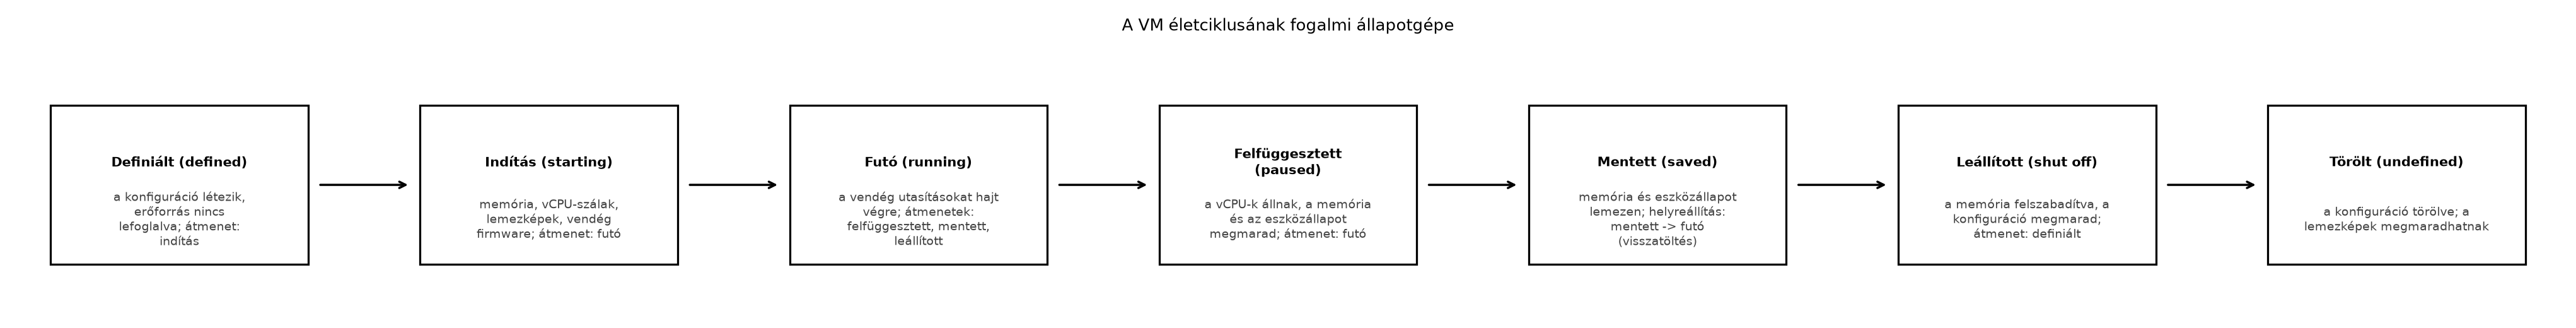 A VM életciklusának fogalmi állapotgépe
Definiált (defined)
a konfiguráció létezik,
erőforrás nincs
lefoglalva; átmenet:
indítás
Indítás (starting)
memória, vCPU-szálak,
lemezképek, vendég
firmware; átmenet: futó
Futó (running)
a vendég utasításokat hajt
végre; átmenetek:
felfüggesztett, mentett,
leállított
Felfüggesztett
(paused)
a vCPU-k állnak, a memória
és az eszközállapot
megmarad; átmenet: futó
Mentett (saved)
memória és eszközállapot
lemezen; helyreállítás:
mentett -> futó
(visszatöltés)
Leállított (shut off)
a memória felszabadítva, a
konfiguráció megmarad;
átmenet: definiált
Törölt (undefined)
a konfiguráció törölve; a
lemezképek megmaradhatnak